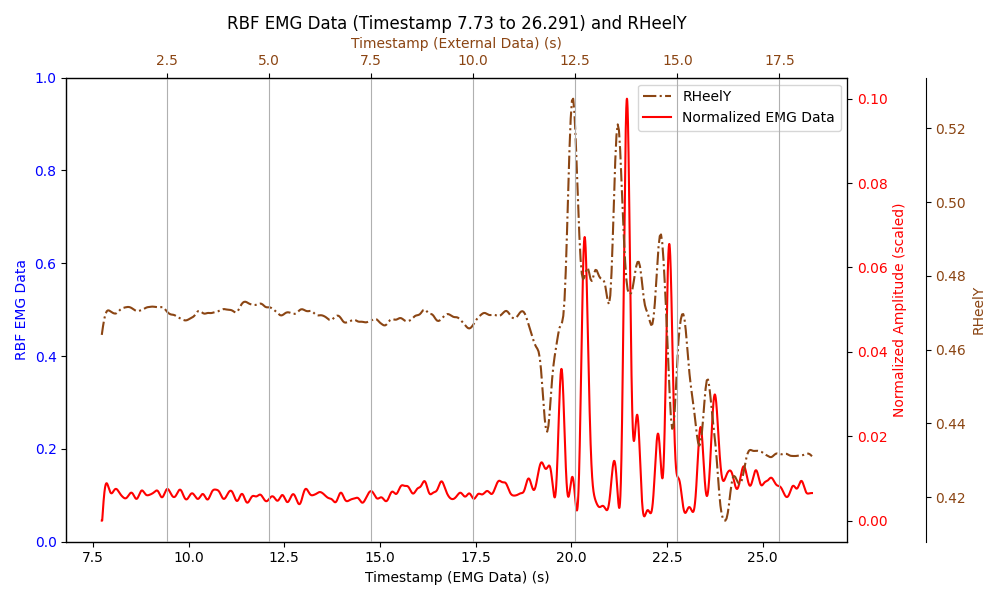 RBF EMG Data (Timestamp 7.73 to 26.291) and RHeelY
Timestamp (External Data) (s)
2.5 5.0 7.5 10.0 12.5 15.0 17.5
RBF EMG Data
1.0
0.8
0.6
0.4
0.2
0.0
RHeelY
Normalized EMG Data
0.10
0.08
0.06
0.04
0.02
0.00
Normalized Amplitude (scaled)
0.52
0.50
0.48
0.46
0.44
0.42
RHeelY
7.5 10.0 12.5 15.0 17.5 20.0 22.5 25.0
Timestamp (EMG Data) (s)